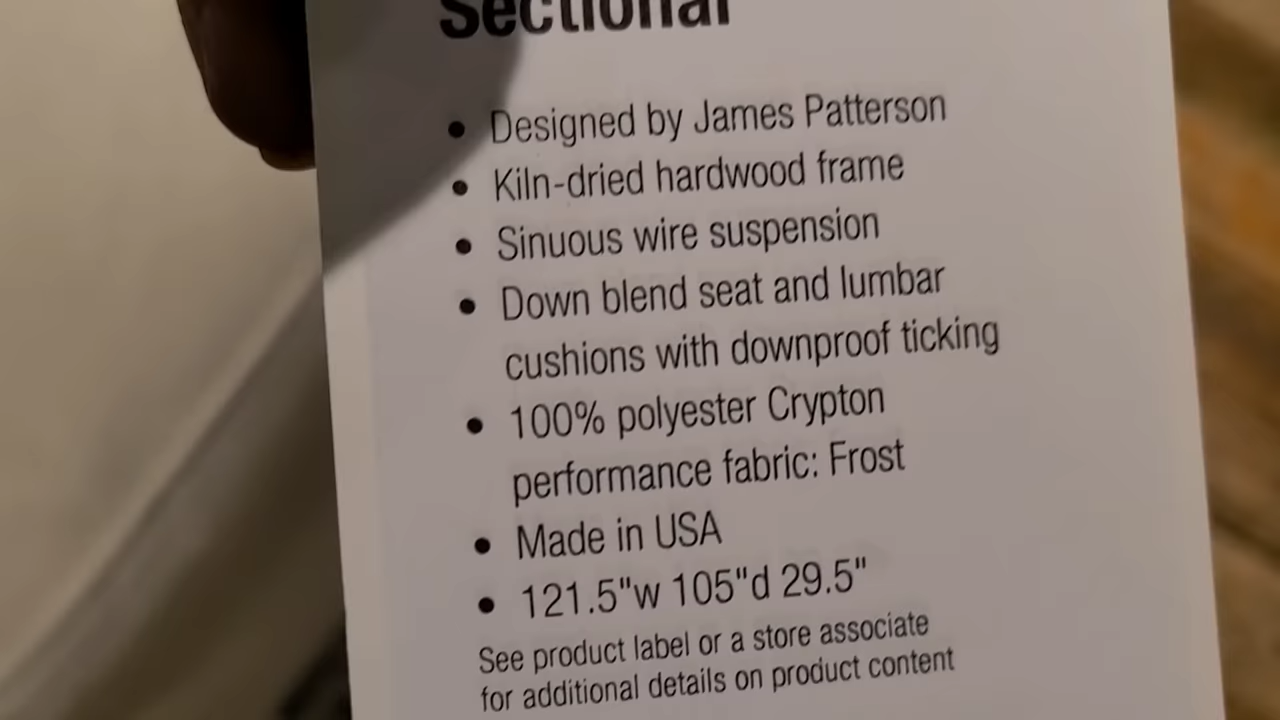 Sectional
• Designed by James Patterson
• Kiln-dried hardwood frame
• Sinuous wire suspension
• Down blend seat and lumbar
cushions with downproof ticking
• 100% polyester Crypton
performance fabric: Frost
• Made in USA
• 121.5"w 105"d 29.5"
See product label or a store associate
for additional details on product content